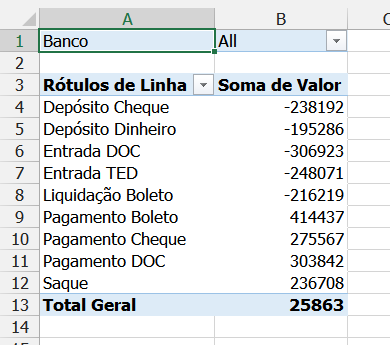 A B
1 Banco All
2
3 Rótulos de Linha Soma de Valor
4 Depósito Cheque -238192
5 Depósito Dinheiro -195286
6 Entrada DOC -306923
7 Entrada TED -248071
8 Liquidação Boleto -216219
9 Pagamento Boleto 414437
10 Pagamento Cheque 275567
11 Pagamento DOC 303842
12 Saque 236708
13 Total Geral 25863
14